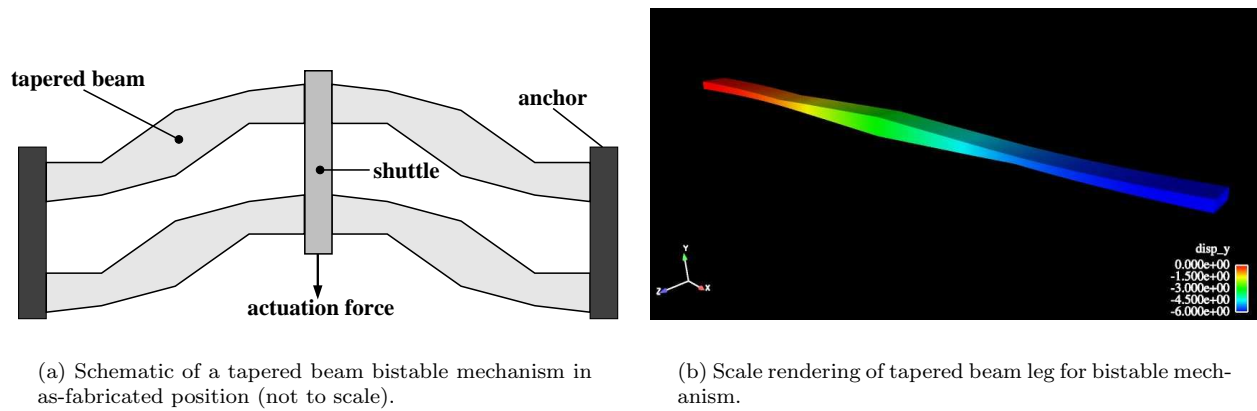 tapered beam
anchor
shuttle
actuation force
Y
Z
X
disp_y
0.000e+00
-1.500e+00
-3.000e+00
-4.500e+00
-6.000e+00
(a) Schematic of a tapered beam bistable mechanism in
as-fabricated position (not to scale).
(b) Scale rendering of tapered beam leg for bistable mech-
anism.